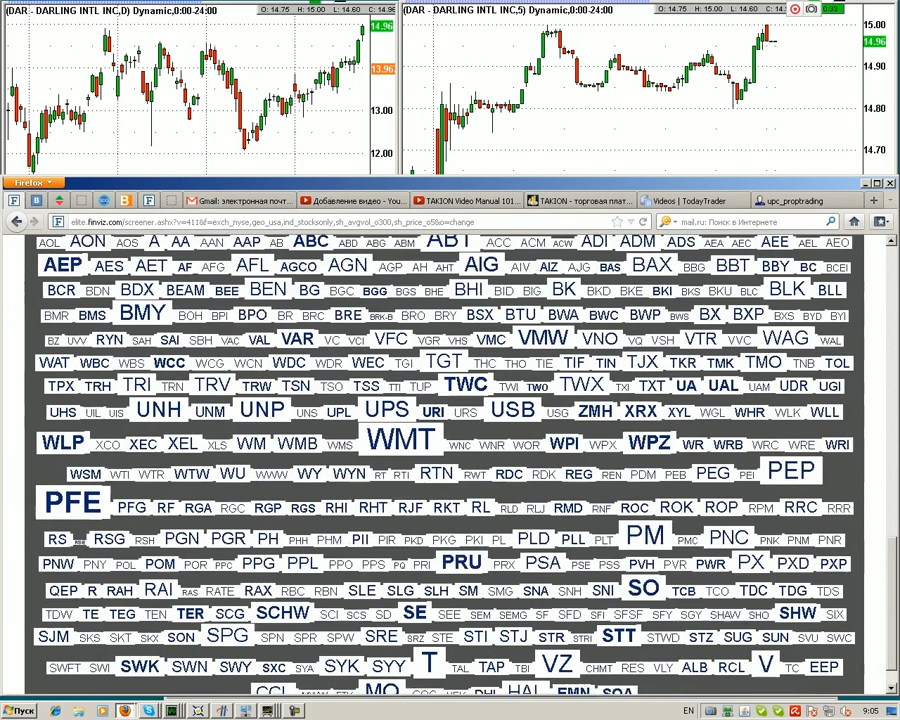 (DAR - DARLING INTL INC,D) Dynamic,0:00-24:00 O: 14.75 H: 15.00 L: 14.60 C: 14.96
14.96
13.96
13.00
12.00
(DAR - DARLING INTL INC,5) Dynamic,0:00-24:00 O: 14.75 H: 15.00 L: 14.60 C: 14. 0.33
15.00
14.96
14.90
14.80
14.70
Firefox
Gmail: электронная почт... Добавление видео - You... TAKION Video Manual 101... TAKION - торговая плат... Videos | TodayTrader upc_proptrading
elite.finviz.com/screener.ashx?v=411&f=exch_nyse,geo_usa,ind_stocksonly,sh_avgvol_o300,sh_price_o5&o=change mail.ru: Поиск в Интернете
AOL AON AOS A AA AAN AAP AB ABC ABD ABG ABM ABT ACC ACM ACW ADI ADM ADS AEA AEC AEE AEL AEO
AEP AES AET AF AFG AFL AGCO AGN AGP AH AHT AIG AIV AIZ AJG BAS BAX BBG BBT BBY BC BCEI
BCR BDN BDX BEAM BEE BEN BG BGC BGG BGS BHE BHI BID BIG BK BKD BKE BKI BKS BKU BLC BLK BLL
BMR BMS BMY BOH BPI BPO BR BRC BRE BRK-B BRO BRY BSX BTU BWA BWC BWP BWS BX BXP BXS BYD BYI
BZ UVV RYN SAH SAI SBH VAC VAL VAR VC VCI VFC VGR VHS VMC VMW VNO VQ VSH VTR VVC WAG WAL
WAT WBC WBS WCC WCG WCN WDC WDR WEC TGI TGT THC THO TIE TIF TIN TJX TKR TMK TMO TNB TOL
TPX TRH TRI TRN TRV TRW TSN TSO TSS TTI TUP TWC TWI TWO TWX TXI TXT UA UAL UAM UDR UGI
UHS UIL UIS UNH UNM UNP UNS UPL UPS URI URS USB USG ZMH XRX XYL WGL WHR WLK WLL
WLP XCO XEC XEL XLS WM WMB WMS WMT WNC WNR WOR WPI WPX WPZ WR WRB WRC WRE WRI
WSM WTI WTR WTW WU WWW WY WYN RT RTI RTN RWT RDC RDK REG REN PDM PEB PEG PEI PEP
PFE PFG RF RGA RGC RGP RGS RHI RHT RJF RKT RL RLD RLJ RMD RNF ROC ROK ROP RPM RRC RRR
RS RSG RSH PGN PGR PH PHH PHM PII PIR PKD PKG PKI PL PLD PLL PLT PM PMC PNC PNK PNM PNR
PNW PNY POL POM POR PPC PPG PPL PPO PPS PQ PRI PRU PRX PSA PSE PSS PVH PVR PWR PX PXD PXP
QEP R RAH RAI RAS RATE RAX RBC RBN SLE SLG SLH SM SMG SNA SNH SNI SO TCB TCO TDC TDG TDS
TDW TE TEG TEN TER SCG SCHW SCI SCS SD SE SEE SEM SEMG SF SFD SFI SFSF SFY SGY SHAW SHO SHW SIX
SJM SKS SKT SKX SON SPG SPN SPR SPW SRE SRZ STE STI STJ STR STRI STT STWD STZ SUG SUN SVU SWC
SWFT SWI SWK SWN SWY SXC SYA SYK SYY T TAL TAP TBI VZ CHMT RES VLY ALB RCL V TC EEP
CCL MO DHI HAL EMN SOA
Пуск EN 9:05